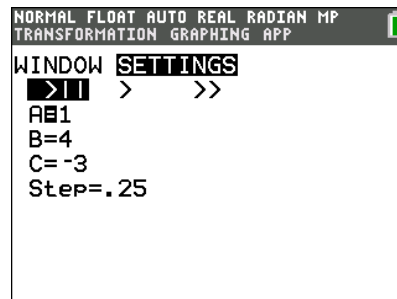 NORMAL FLOAT AUTO REAL RADIAN MP
TRANSFORMATION GRAPHING APP
WINDOW SETTINGS
>|| > >>
A=1
B=4
C=-3
Step=.25